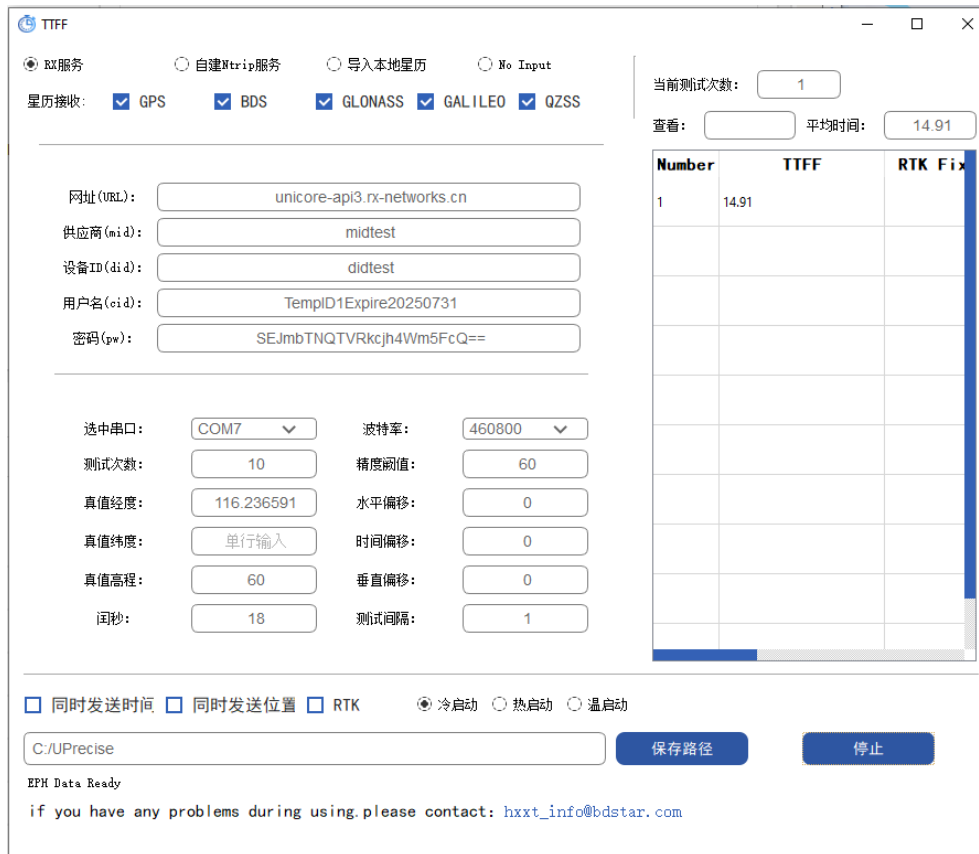 TTFF
RX服务 自建Ntrip服务 导入本地星历 No Input
星历接收: GPS BDS GLONASS GALILEO QZSS
网址(URL): unicore-api3.rx-networks.cn
供应商(mid): midtest
设备ID(did): didtest
用户名(cid): TempID1Expire20250731
密码(pw): SEJmbTNQTVRkcjh4Wm5FcQ==
选中串口: COM7 波特率: 460800
测试次数: 10 精度阈值: 60
真值经度: 116.236591 水平偏移: 0
真值纬度: 单行输入 时间偏移: 0
真值高程: 60 垂直偏移: 0
闰秒: 18 测试间隔: 1
当前测试次数: 1
查看: 平均时间: 14.91
Number TTFF RTK Fix
1 14.91
同时发送时间 同时发送位置 RTK 冷启动 热启动 温启动
C:/UPrecise 保存路径 停止
EPH Data Ready
if you have any problems during using.please contact: hxxt_info@bdstar.com